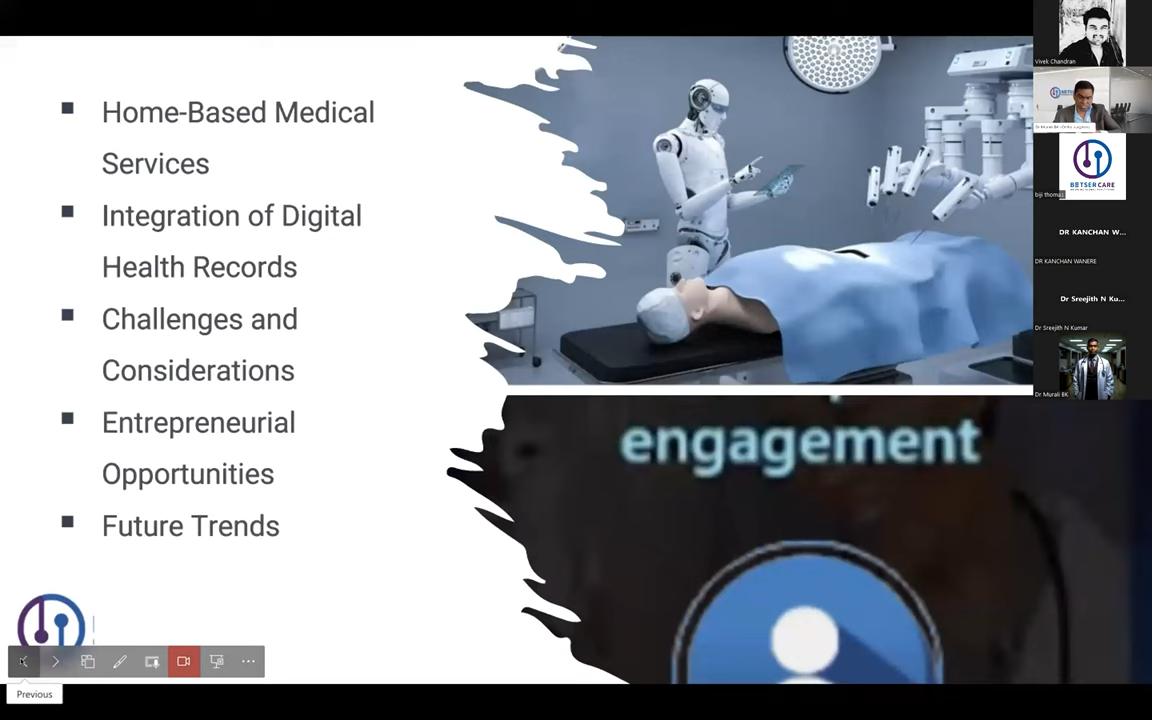 Home-Based Medical
Services
Integration of Digital
Health Records
Challenges and
Considerations
Entrepreneurial
Opportunities
Future Trends
engagement
Previous
Vivek Chandran
biji thomas
BETSER CARE
DR KANCHAN W...
DR KANCHAN WANERE
Dr Sreejith N Ku...
Dr Sreejith N Kumar
Dr Murali BK